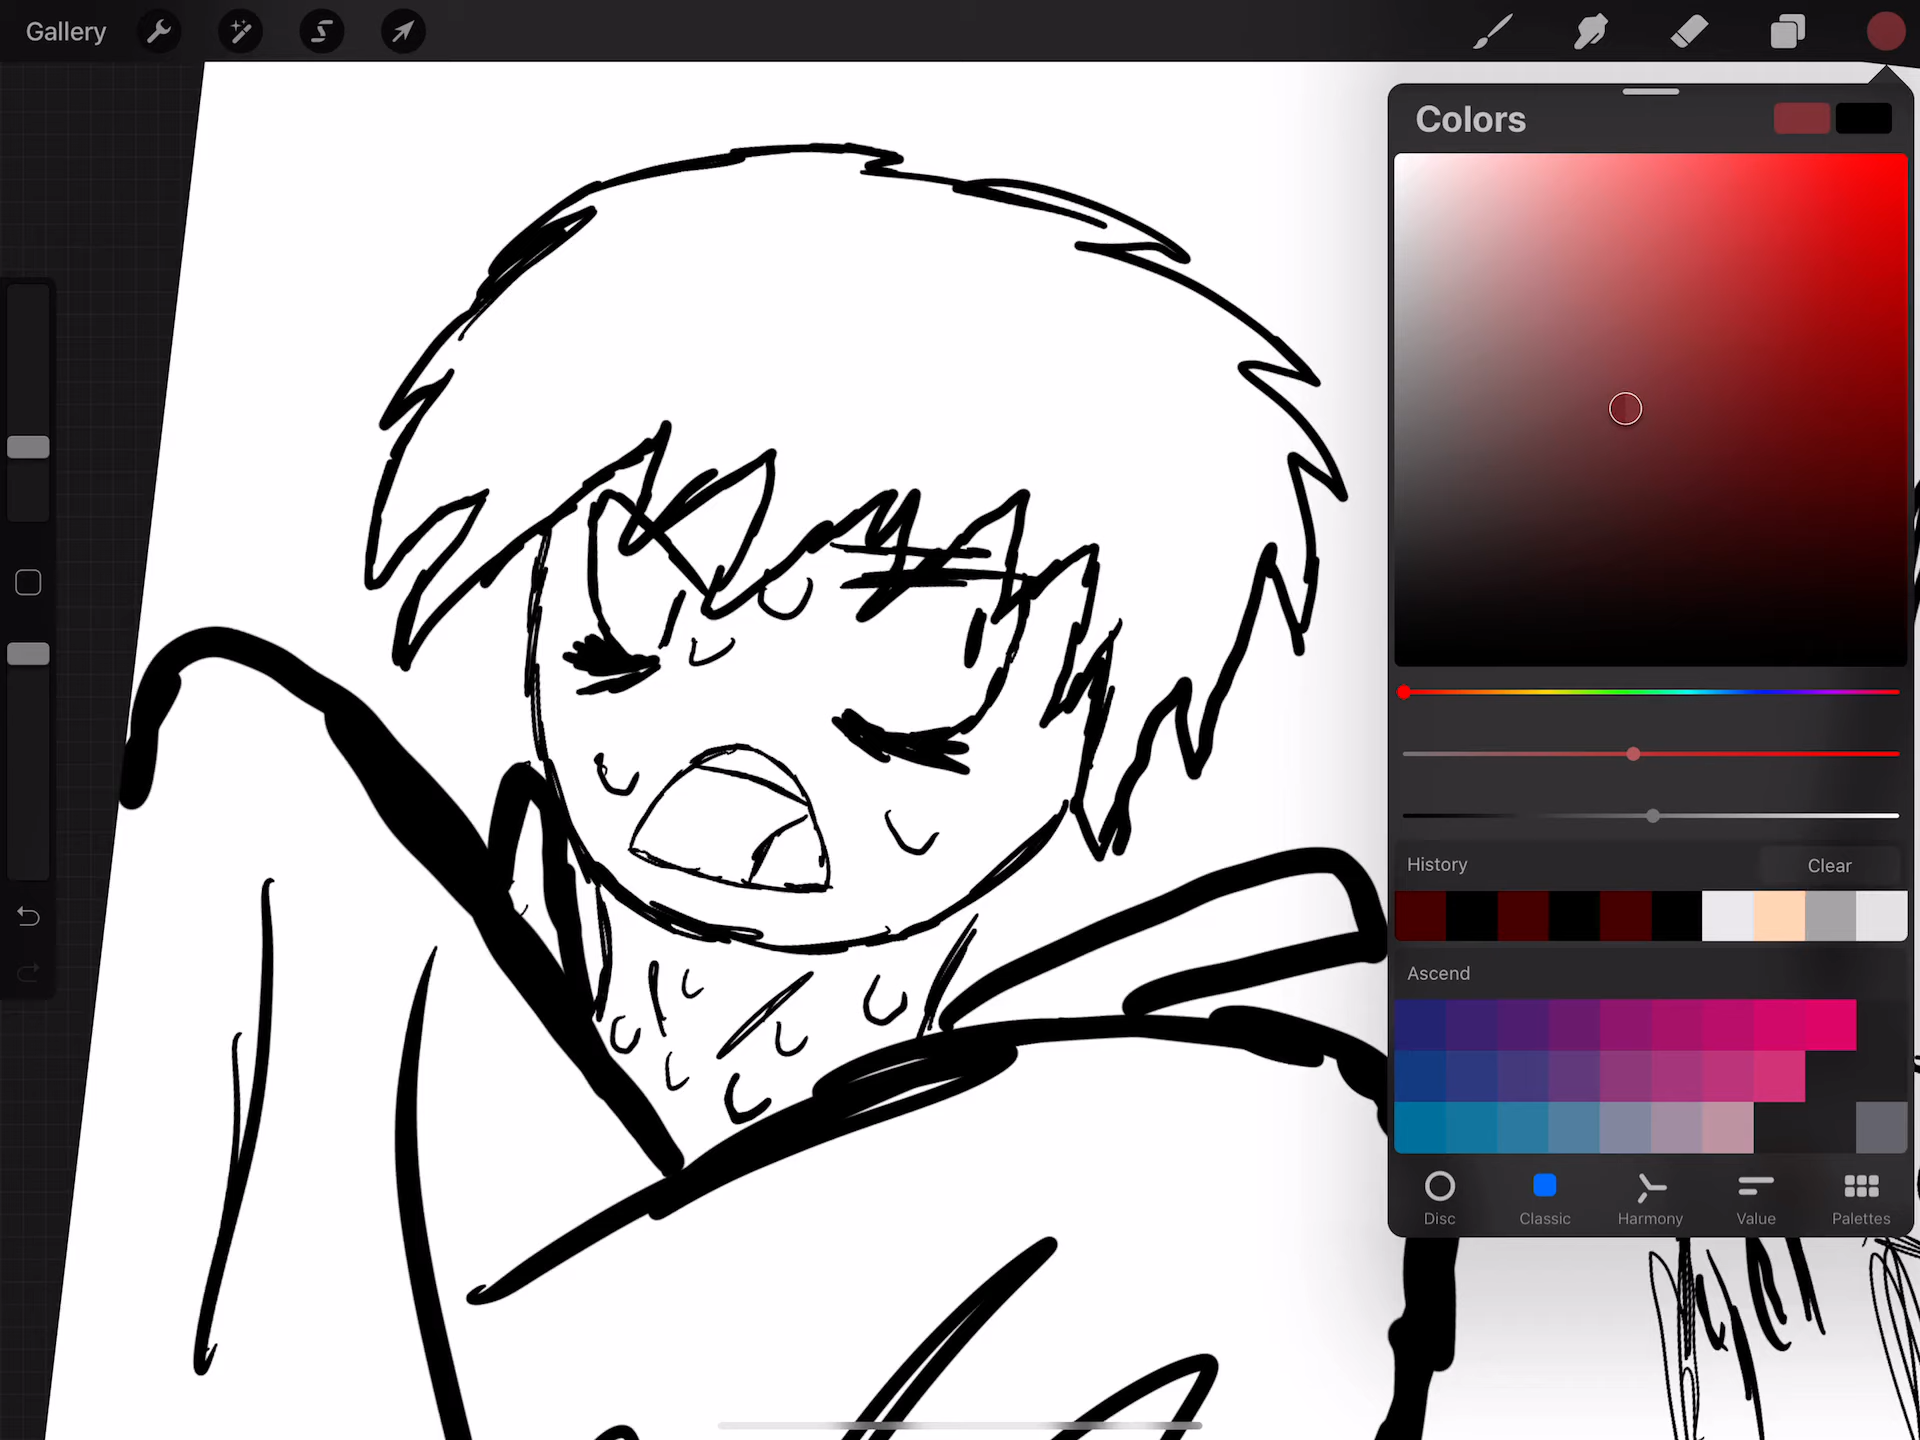 Gallery
Colors
History
Clear
Ascend
Disc
Classic
Harmony
Value
Palettes